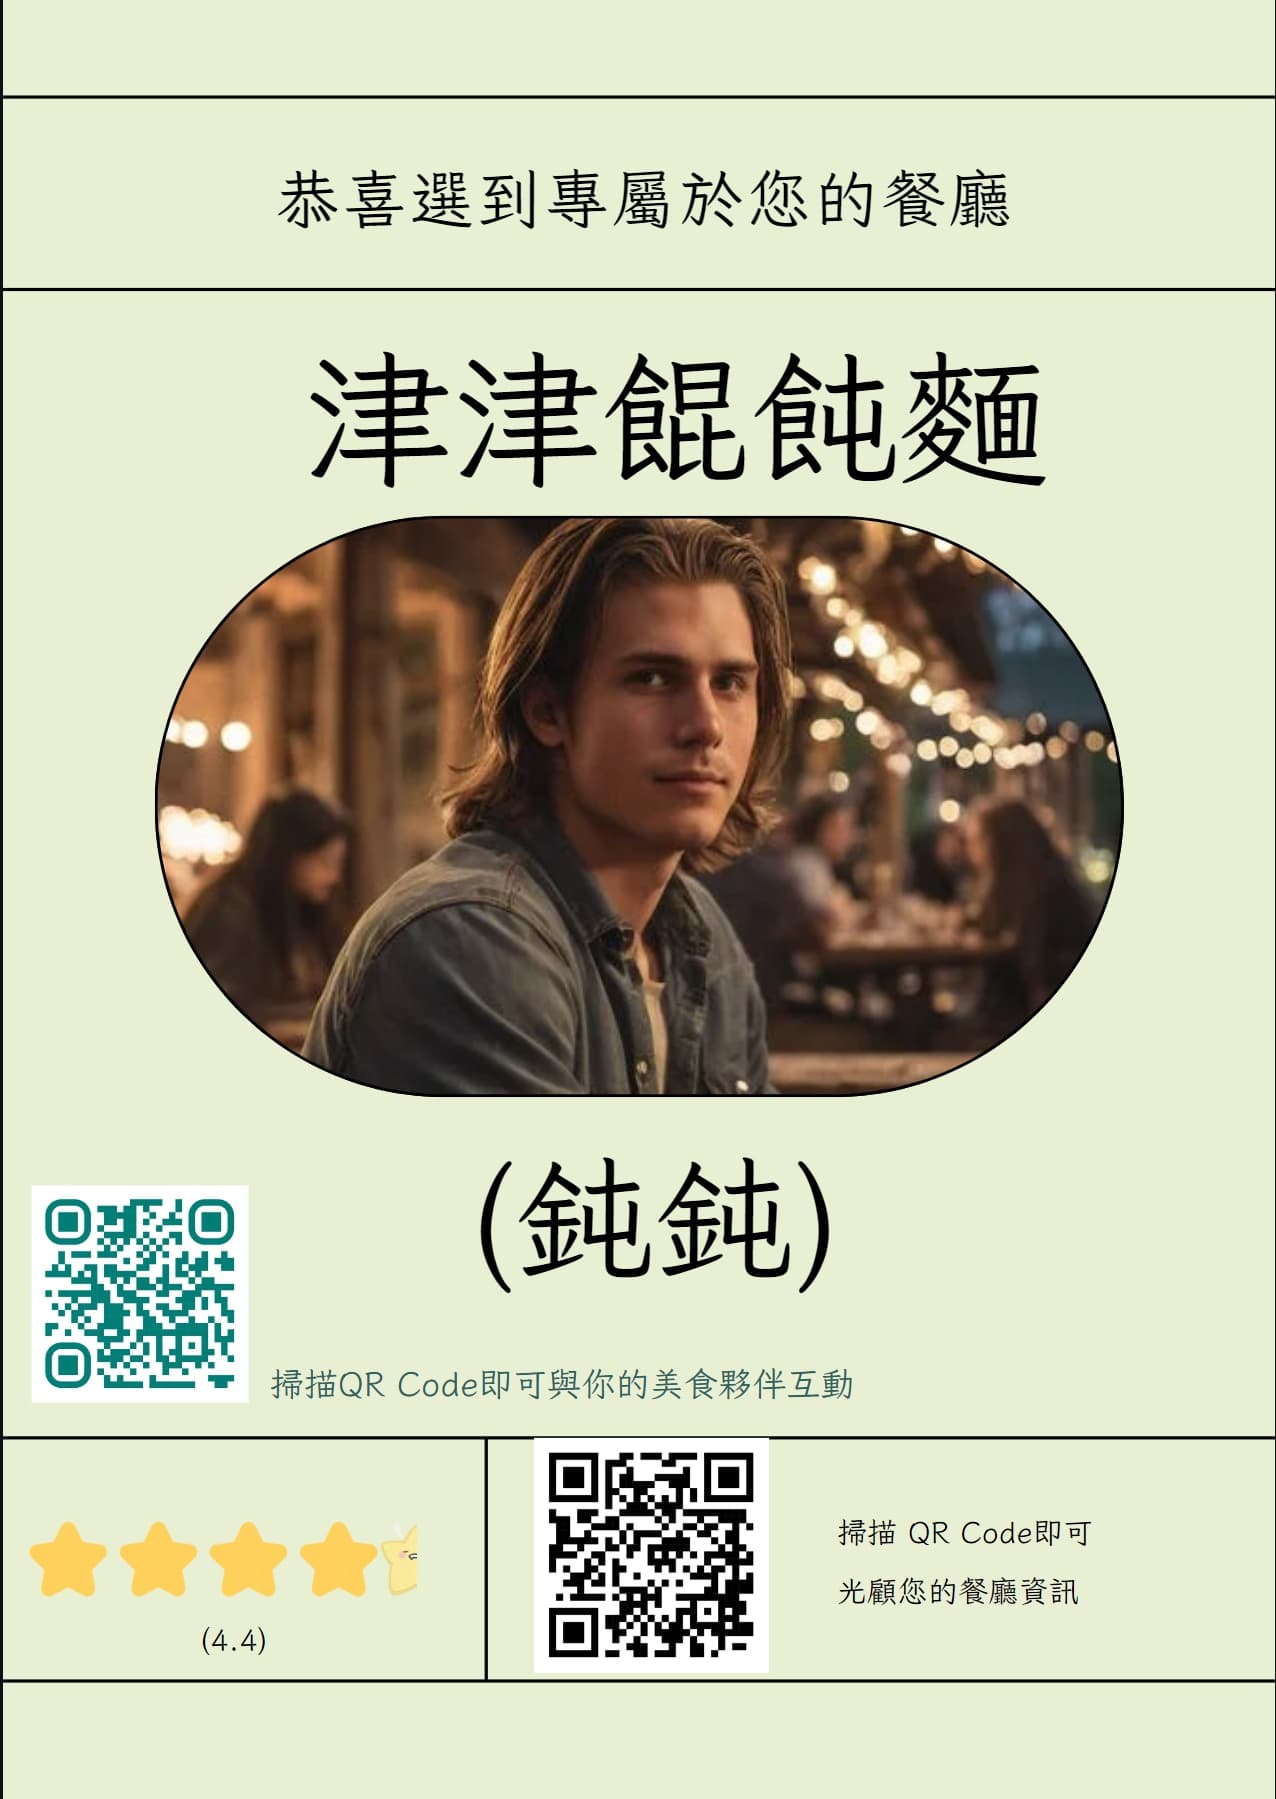 恭喜選到專屬於您的餐廳
津津餛飩麵
(鈍鈍)
掃描QR Code即可與你的美食夥伴互動
(4.4)
掃描 QR Code即可
光顧您的餐廳資訊